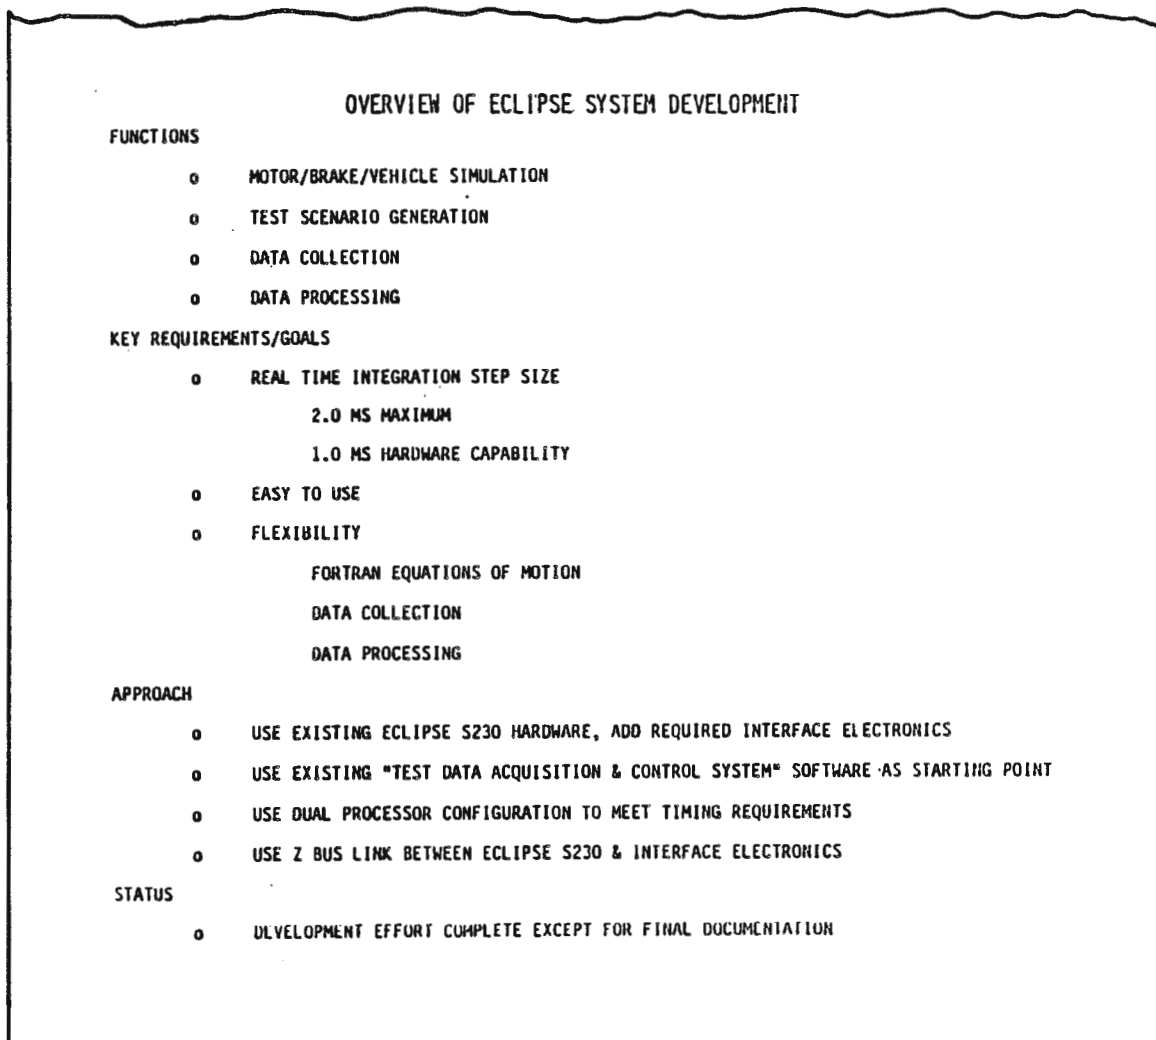 OVERVIEW OF ECLIPSE SYSTEM DEVELOPMENT
FUNCTIONS
o MOTOR/BRAKE/VEHICLE SIMULATION
o TEST SCENARIO GENERATION
o DATA COLLECTION
o DATA PROCESSING
KEY REQUIREMENTS/GOALS
o REAL TIME INTEGRATION STEP SIZE
2.0 MS MAXIMUM
1.0 MS HARDWARE CAPABILITY
o EASY TO USE
o FLEXIBILITY
FORTRAN EQUATIONS OF MOTION
DATA COLLECTION
DATA PROCESSING
APPROACH
o USE EXISTING ECLIPSE S230 HARDWARE, ADD REQUIRED INTERFACE ELECTRONICS
o USE EXISTING "TEST DATA ACQUISITION & CONTROL SYSTEM" SOFTWARE AS STARTING POINT
o USE DUAL PROCESSOR CONFIGURATION TO MEET TIMING REQUIREMENTS
o USE Z BUS LINK BETWEEN ECLIPSE S230 & INTERFACE ELECTRONICS
STATUS
o DEVELOPMENT EFFORT COMPLETE EXCEPT FOR FINAL DOCUMENTATION